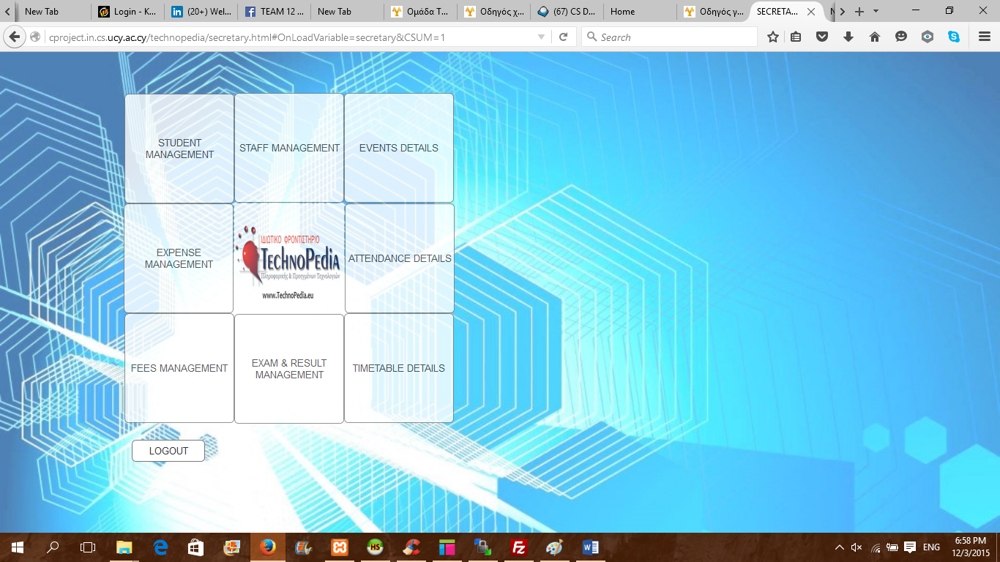 New Tab
Login - K...
(20+) Wel...
TEAM 12 ...
New Tab
Ομάδα Τ...
Οδηγός χ...
(67) CS D...
Home
Οδηγός γ...
SECRETA...
cproject.in.cs.ucy.ac.cy/technopedia/secretary.html#OnLoadVariable=secretary&CSUM=1
Search
STUDENT
MANAGEMENT
STAFF MANAGEMENT
EVENTS DETAILS
EXPENSE
MANAGEMENT
ΙΔΙΩΤΙΚΟ ΦΡΟΝΤΙΣΤΗΡΙΟ
TechnoPedia
Πληροφορικής & Προηγμένων Τεχνολογιών
www.TechnoPedia.eu
ATTENDANCE DETAILS
FEES MANAGEMENT
EXAM & RESULT
MANAGEMENT
TIMETABLE DETAILS
LOGOUT
HS
ENG
6:58 PM
12/3/2015